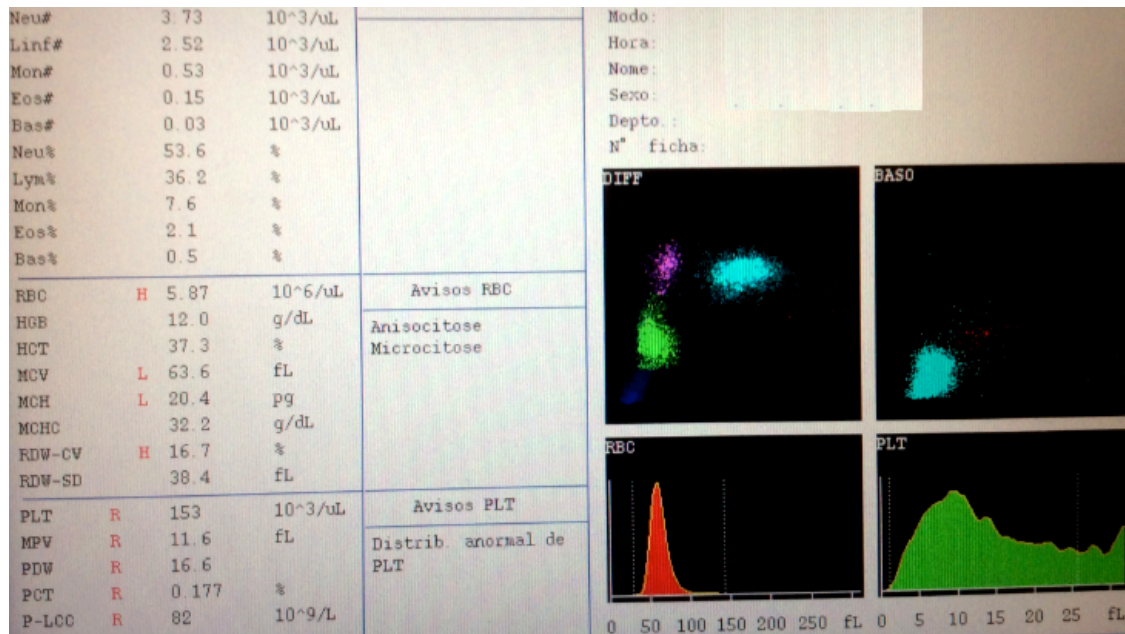 Neu# 3.73 10^3/uL
Linf# 2.52 10^3/uL
Mon# 0.53 10^3/uL
Eos# 0.15 10^3/uL
Bas# 0.03 10^3/uL
Neu% 53.6 %
Lym% 36.2 %
Mon% 7.6 %
Eos% 2.1 %
Bas% 0.5 %
RBC H 5.87 10^6/uL
HGB 12.0 g/dL
HCT 37.3 %
MCV L 63.6 fL
MCH L 20.4 pg
MCHC 32.2 g/dL
RDW-CV H 16.7 %
RDW-SD 38.4 fL
PLT R 153 10^3/uL
MPV R 11.6 fL
PDW R 16.6
PCT R 0.177 %
P-LCC R 82 10^9/L
Avisos RBC
Anisocitose
Microcitose
Avisos PLT
Distrib. anormal de
PLT
Modo:
Hora:
Nome:
Sexo:
Depto.:
N° ficha:
DIFF
BASO
RBC
0 50 100 150 200 250 fL
PLT
0 5 10 15 20 25 fL